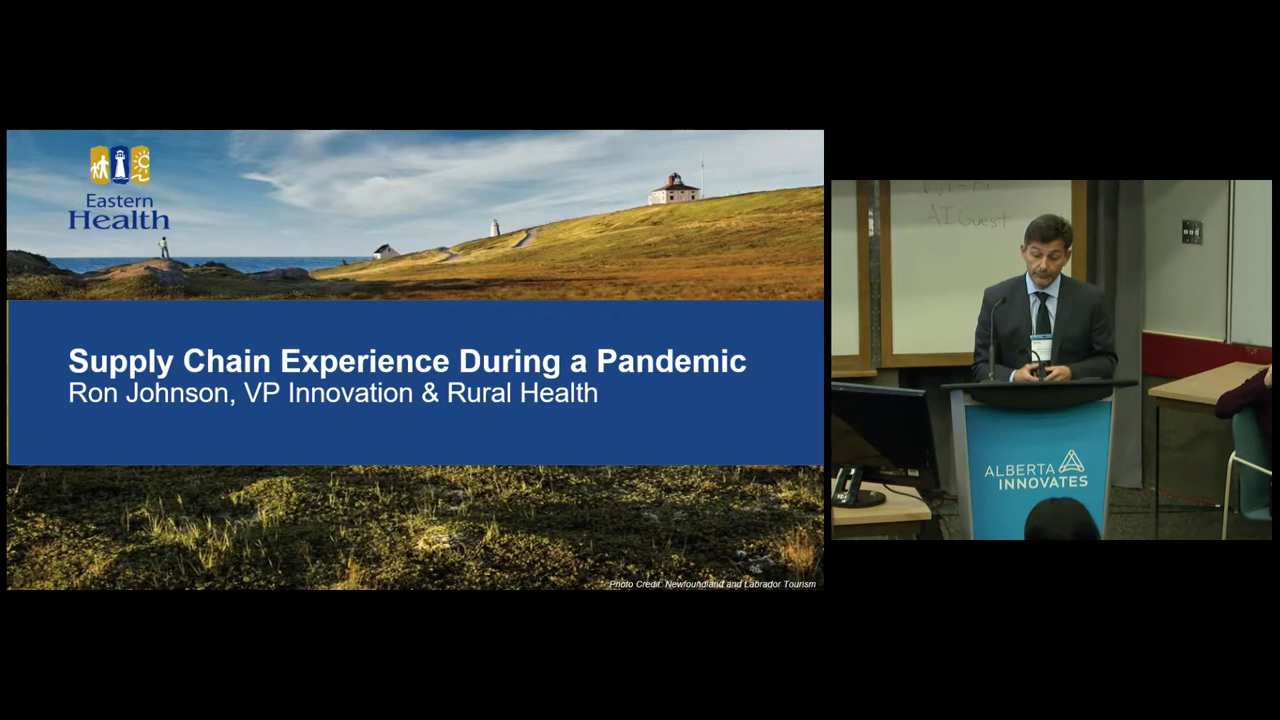 Eastern
Health
Supply Chain Experience During a Pandemic
Ron Johnson, VP Innovation & Rural Health
Photo Credit: Newfoundland and Labrador Tourism
AI Guest
ALBERTA
INNOVATES